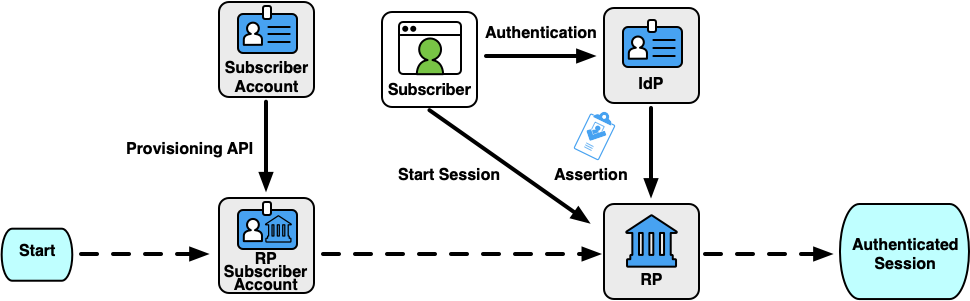 Subscriber
Account
Authentication
Subscriber
IdP
Provisioning API
Start Session
Assertion
Start
RP
Subscriber
Account
RP
Authenticated
Session